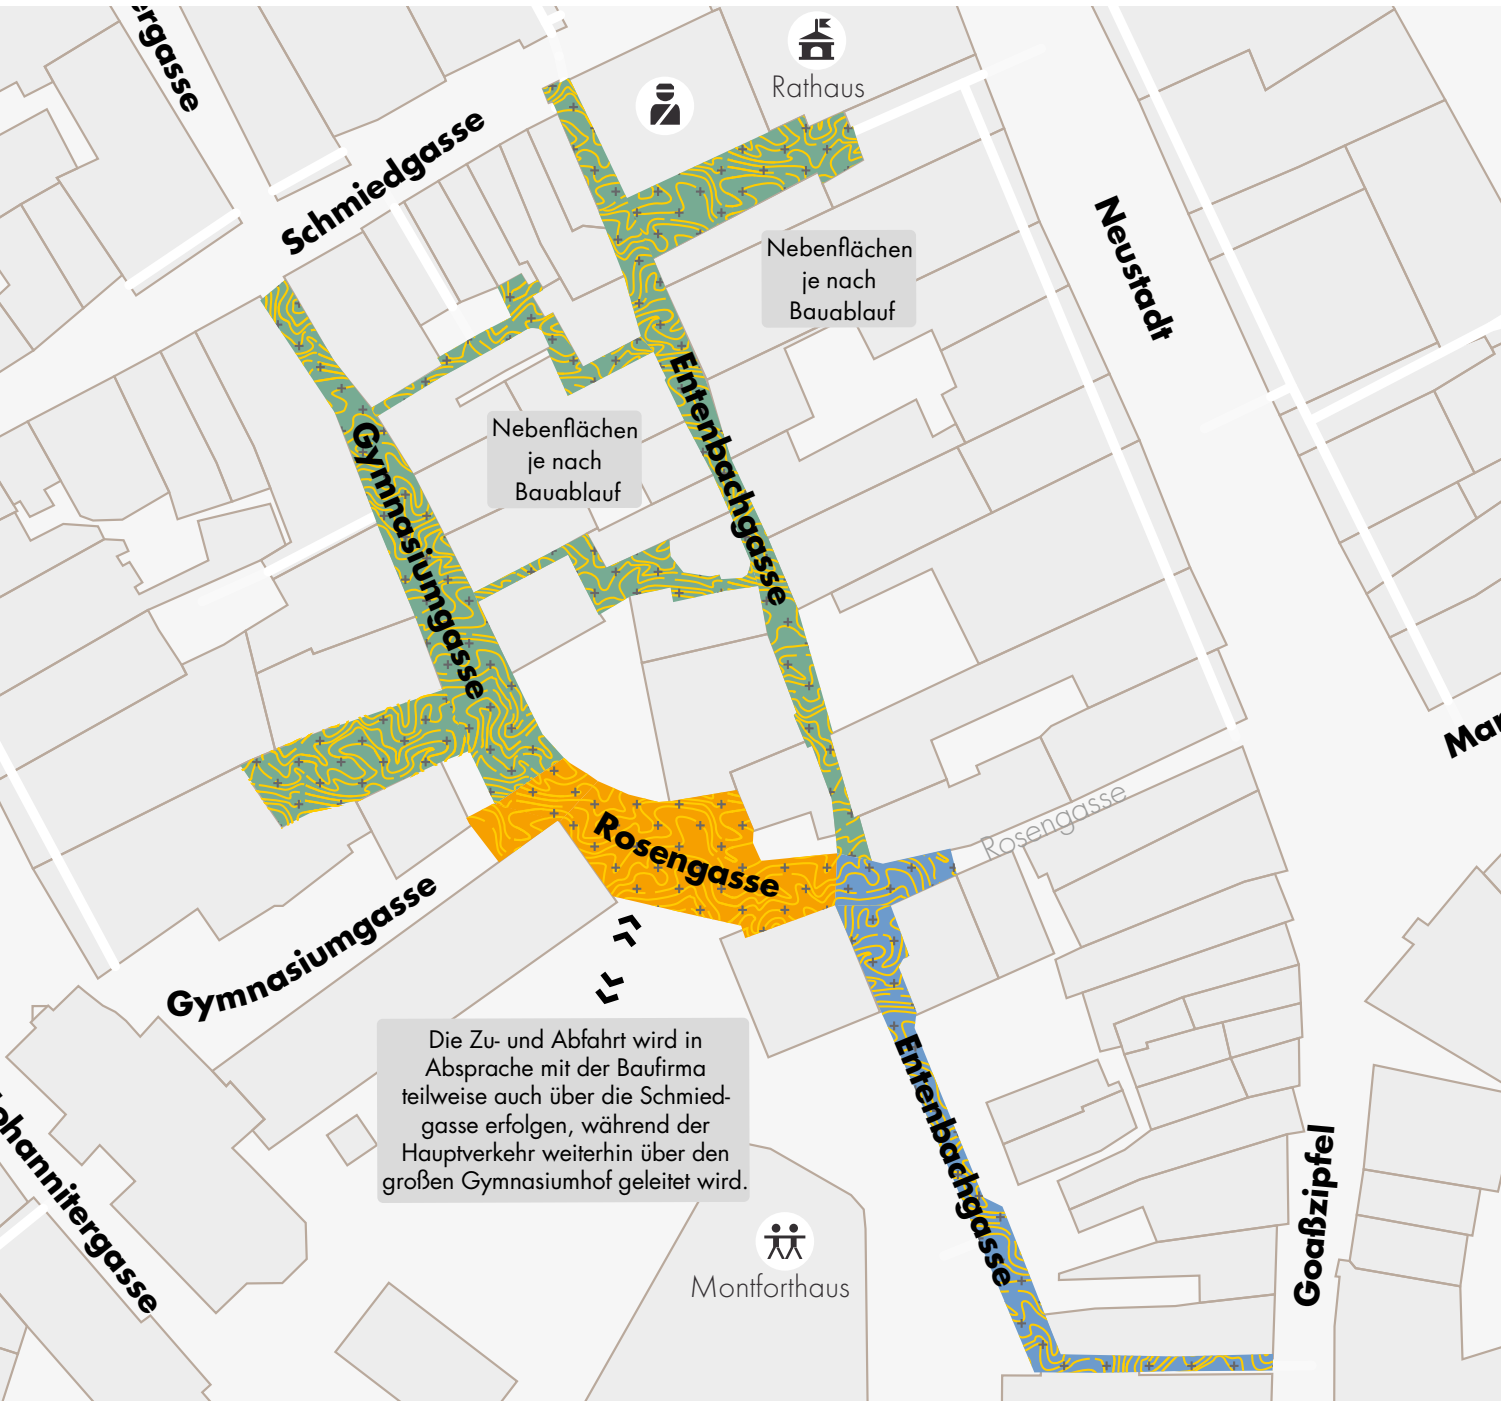 ergasse
Rathaus
Schmiedgasse
Neustadt
Nebenflächen
je nach
Bauablauf
Entenbachgasse
Nebenflächen
je nach
Bauablauf
Gymnasiumgasse
Mar
Rosengasse
Rosengasse
Gymnasiumgasse
Die Zu- und Abfahrt wird in
Absprache mit der Baufirma
teilweise auch über die Schmied-
gasse erfolgen, während der
Hauptverkehr weiterhin über den
großen Gymnasiumhof geleitet wird.
Entenbachgasse
ohannitergasse
Goaßzipfel
Montforthaus